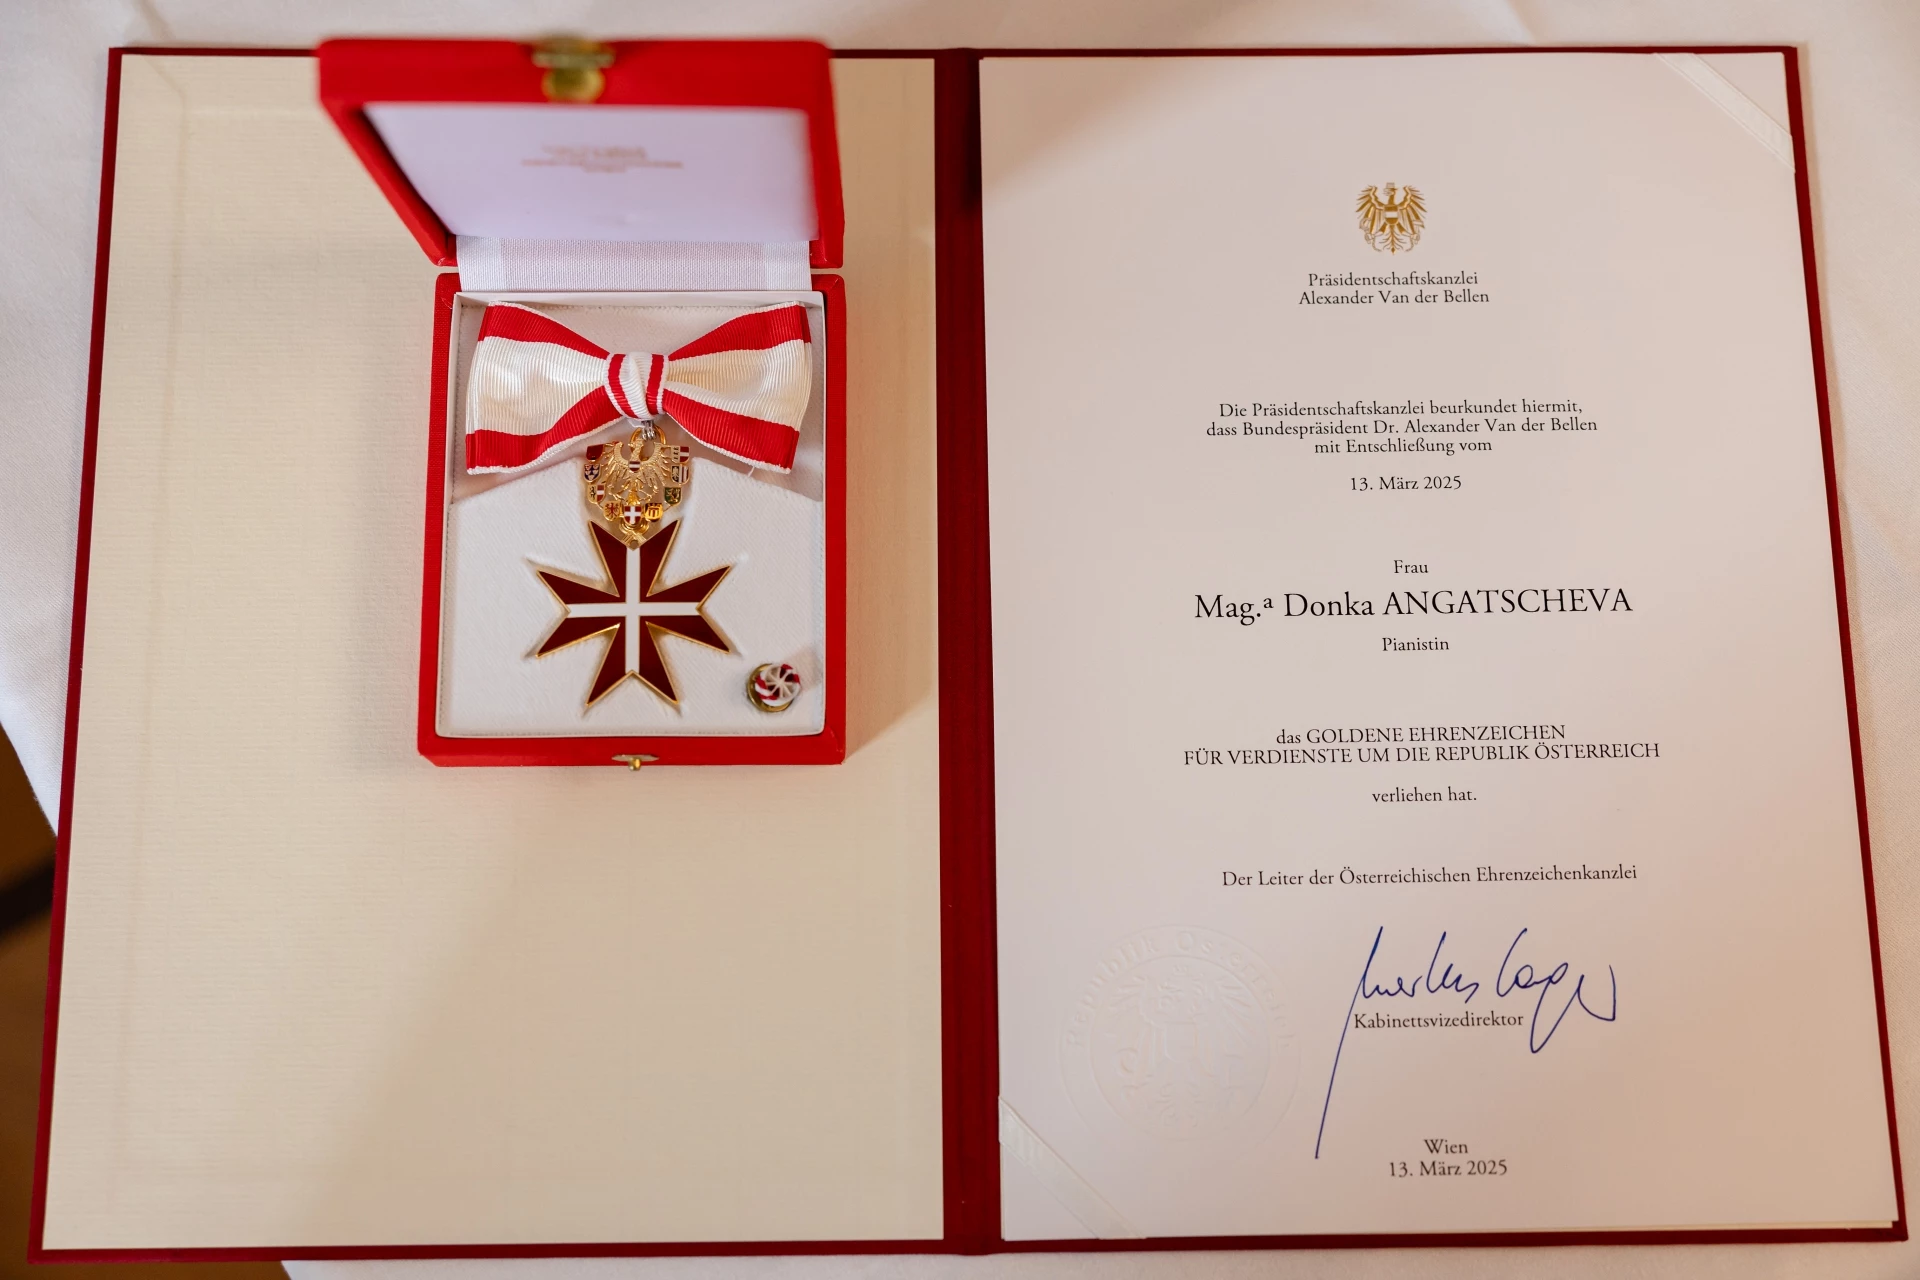 Präsidentschaftskanzlei
Alexander Van der Bellen
Die Präsidentschaftskanzlei beurkundet hiermit,
dass Bundespräsident Dr. Alexander Van der Bellen
mit Entschließung vom
13. März 2025
Frau
Mag.ᵃ Donka ANGATSCHEVA
Pianistin
das GOLDENE EHRENZEICHEN
FÜR VERDIENSTE UM DIE REPUBLIK ÖSTERREICH
verliehen hat.
Der Leiter der Österreichischen Ehrenzeichenkanzlei
Kabinettsvizedirektor
Republik Österreich
Wien
13. März 2025